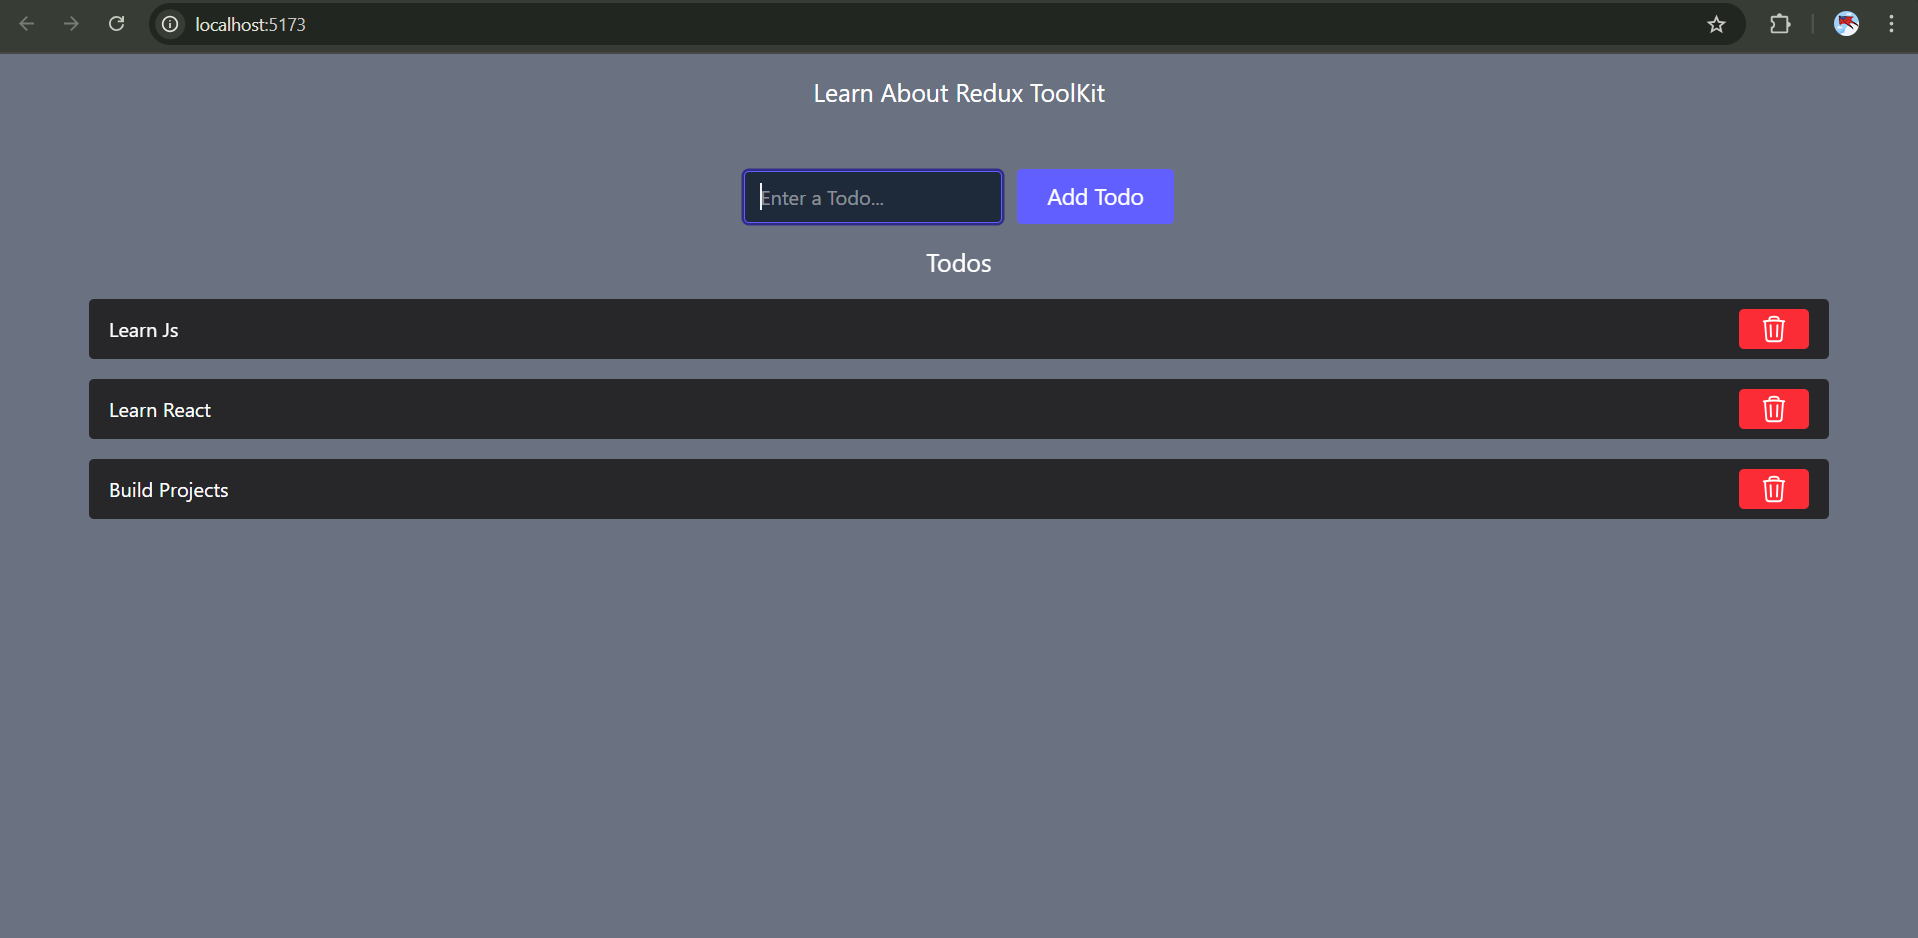 localhost:5173
Learn About Redux ToolKit
Enter a Todo...
Add Todo
Todos
Learn Js
Learn React
Build Projects